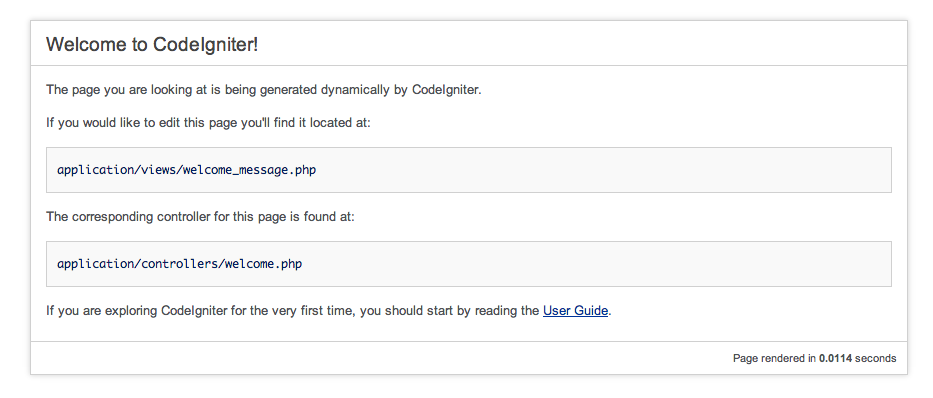 Welcome to CodeIgniter!
The page you are looking at is being generated dynamically by CodeIgniter.
If you would like to edit this page you'll find it located at:
application/views/welcome_message.php
The corresponding controller for this page is found at:
application/controllers/welcome.php
If you are exploring CodeIgniter for the very first time, you should start by reading the User Guide.
Page rendered in 0.0114 seconds